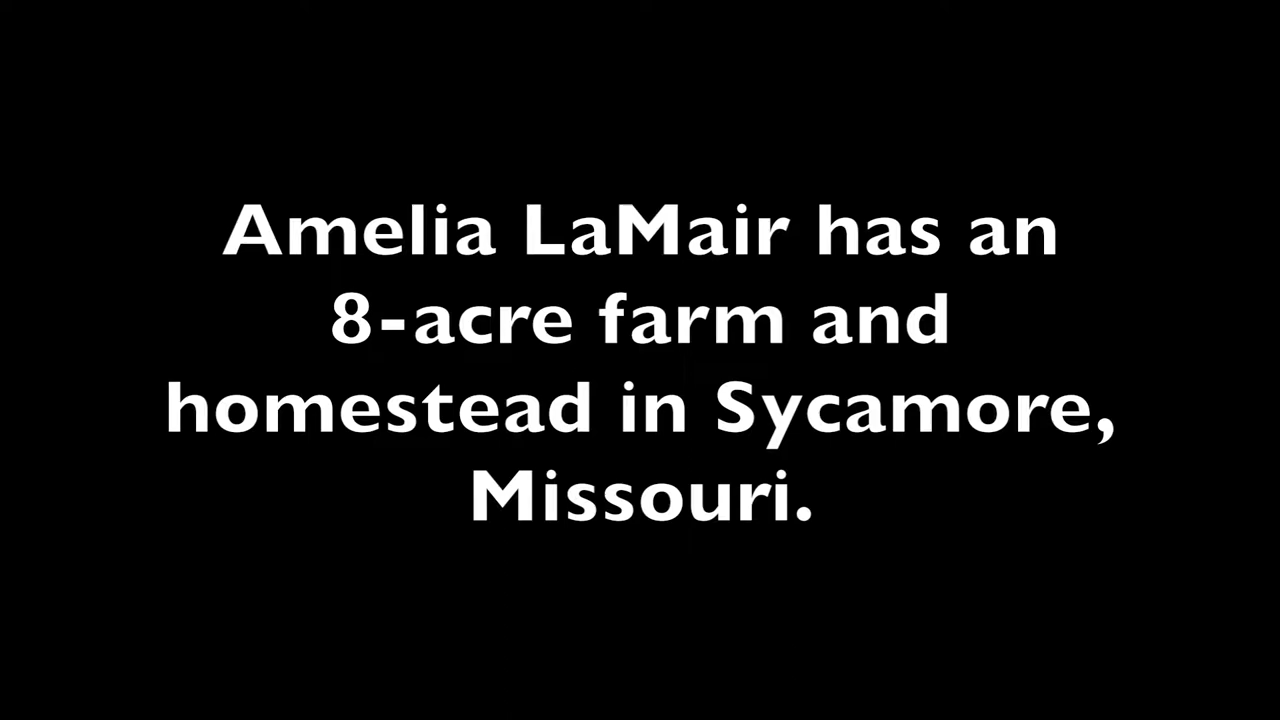 Amelia LaMair has an
8-acre farm and
homestead in Sycamore,
Missouri.